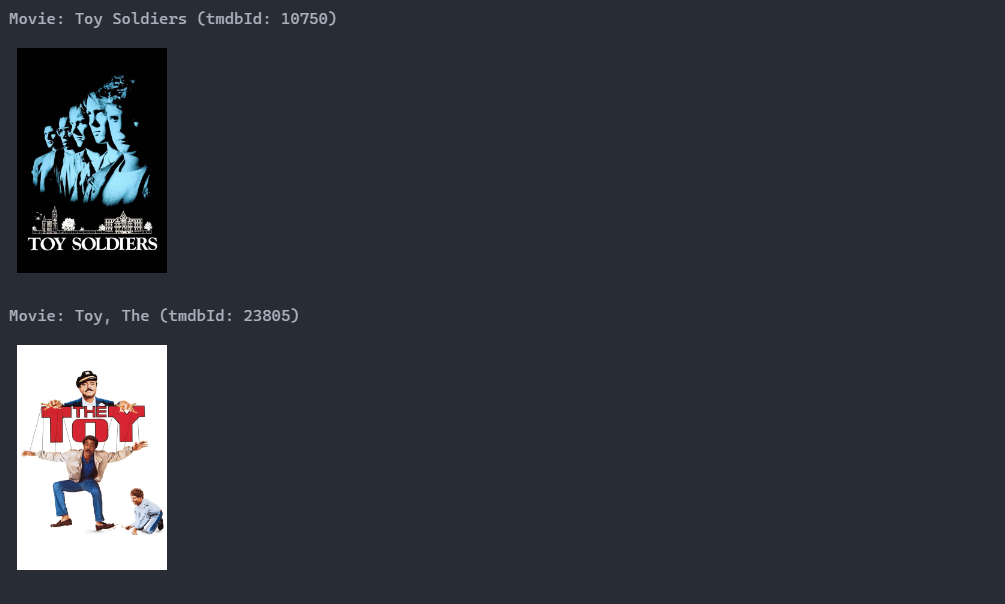 Movie: Toy Soldiers (tmdbId: 10750)
TOY SOLDIERS
Movie: Toy, The (tmdbId: 23805)
THE
TOY